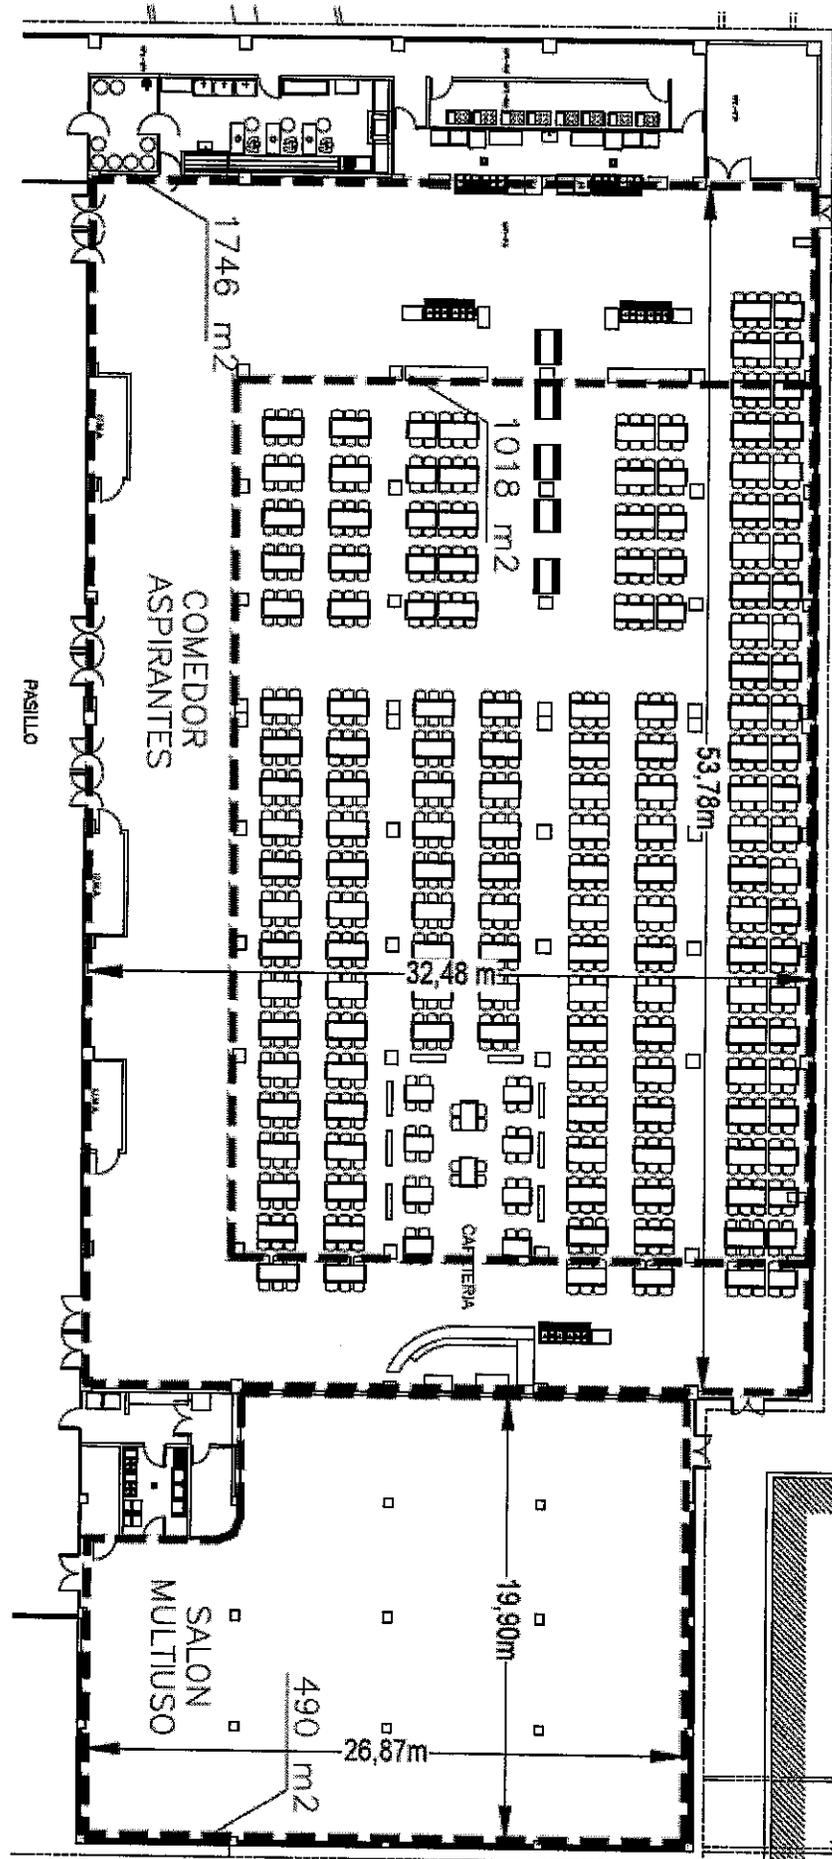 1746 m2
1018 m2
COMEDOR
ASPIRANTES
PASILLO
53,78m
32,48 m
CAFETERIA
19,90m
SALON
MULTIUSO
490 m2
26,87m